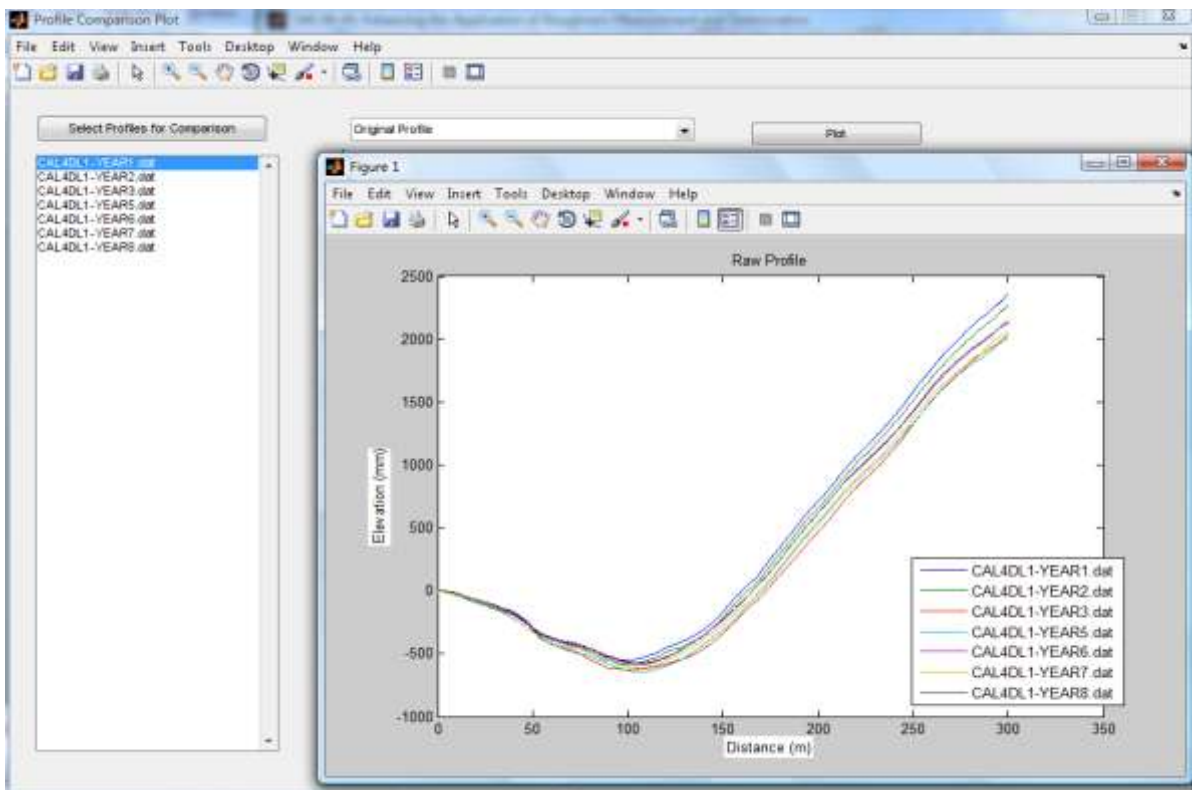 Profile Comparison Plot
File Edit View Insert Tools Desktop Window Help
Select Profiles for Comparison
Original Profile
Plot
CAL4DL1-YEAR1.dat
CAL4DL1-YEAR2.dat
CAL4DL1-YEAR3.dat
CAL4DL1-YEAR5.dat
CAL4DL1-YEAR6.dat
CAL4DL1-YEAR7.dat
CAL4DL1-YEAR8.dat
Figure 1
File Edit View Insert Tools Desktop Window Help
Raw Profile
2500
2000
1500
1000
500
0
-500
-1000
Elevation (mm)
0 50 100 150 200 250 300 350
Distance (m)
CAL4DL1-YEAR1.dat
CAL4DL1-YEAR2.dat
CAL4DL1-YEAR3.dat
CAL4DL1-YEAR5.dat
CAL4DL1-YEAR6.dat
CAL4DL1-YEAR7.dat
CAL4DL1-YEAR8.dat